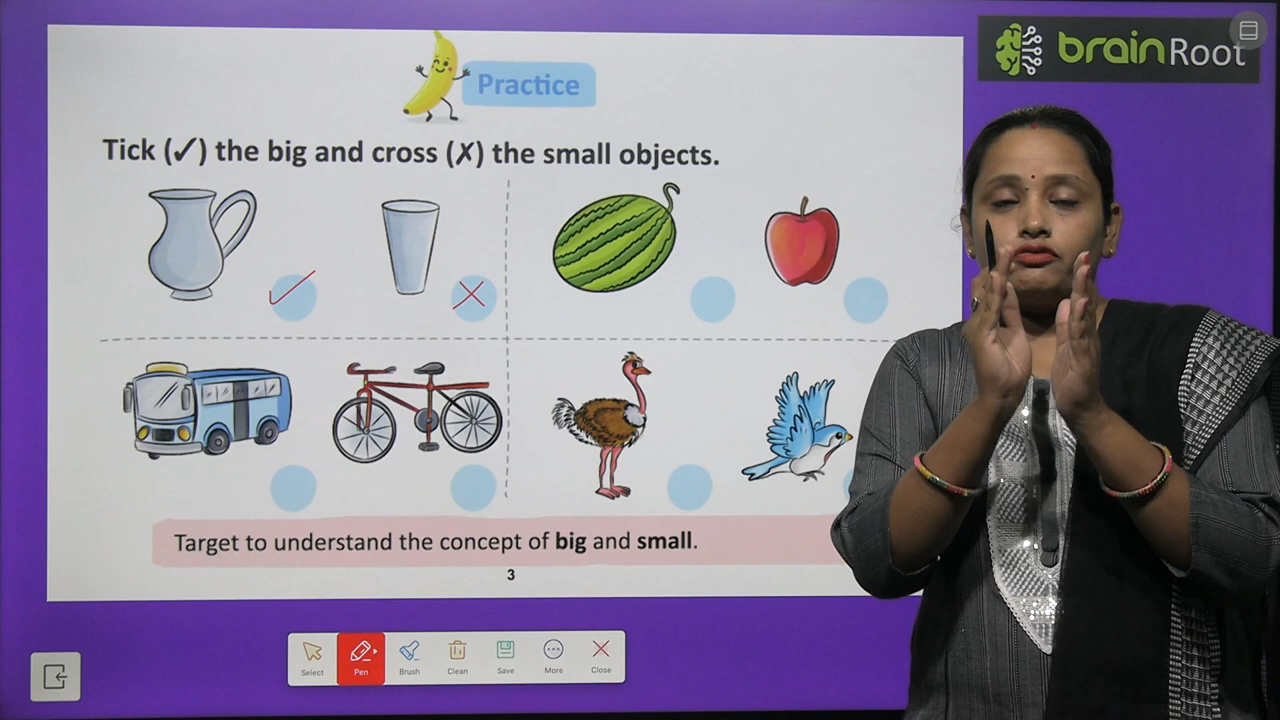 brainRoot
Practice
Tick (✓) the big and cross (✗) the small objects.
Target to understand the concept of big and small.
3
Select
Pen
Brush
Clean
Save
More
Close